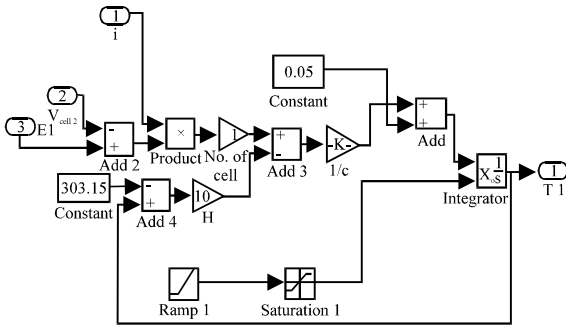 1
i
0.05
Constant
2
V cell 2
3
E1
-
+
Add 2
×
Product
1
No. of
cell
+
-
Add 3
-K-
1/c
+
+
Add
303.15
Constant
-
+
Add 4
10
H
1
X₀ s
Integrator
1
T 1
Ramp 1
Saturation 1